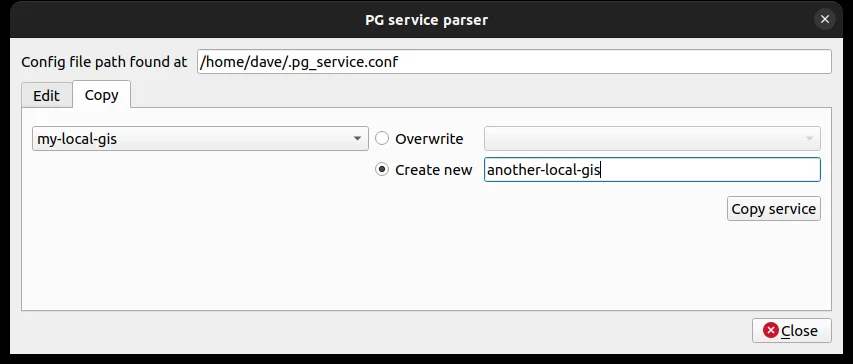 PG service parser
Config file path found at /home/dave/.pg_service.conf
Edit Copy
my-local-gis Overwrite
Create new another-local-gis
Copy service
Close